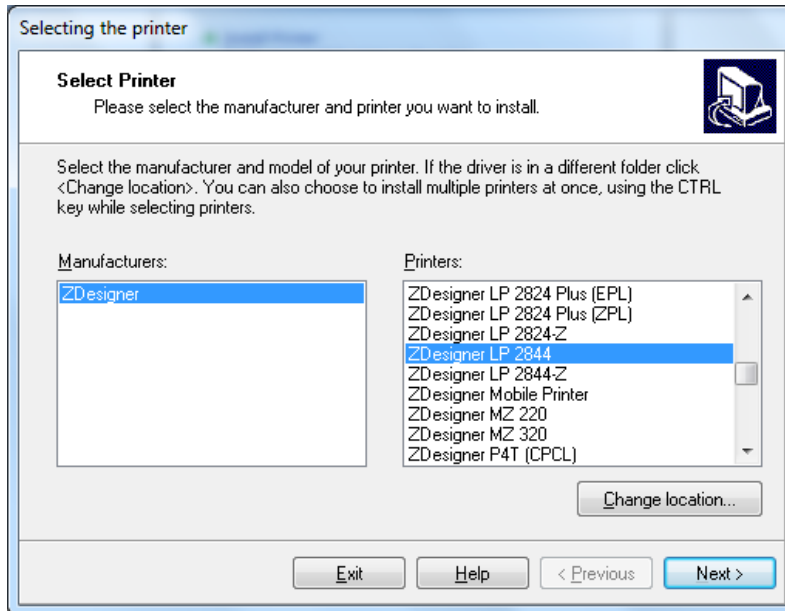 Selecting the printer
Select Printer
Please select the manufacturer and printer you want to install.
Select the manufacturer and model of your printer. If the driver is in a different folder click
<Change location>. You can also choose to install multiple printers at once, using the CTRL
key while selecting printers.
Manufacturers:
ZDesigner
Printers:
ZDesigner LP 2824 Plus (EPL)
ZDesigner LP 2824 Plus (ZPL)
ZDesigner LP 2824-Z
ZDesigner LP 2844
ZDesigner LP 2844-Z
ZDesigner Mobile Printer
ZDesigner MZ 220
ZDesigner MZ 320
ZDesigner P4T (CPCL)
Change location...
Exit
Help
< Previous
Next >